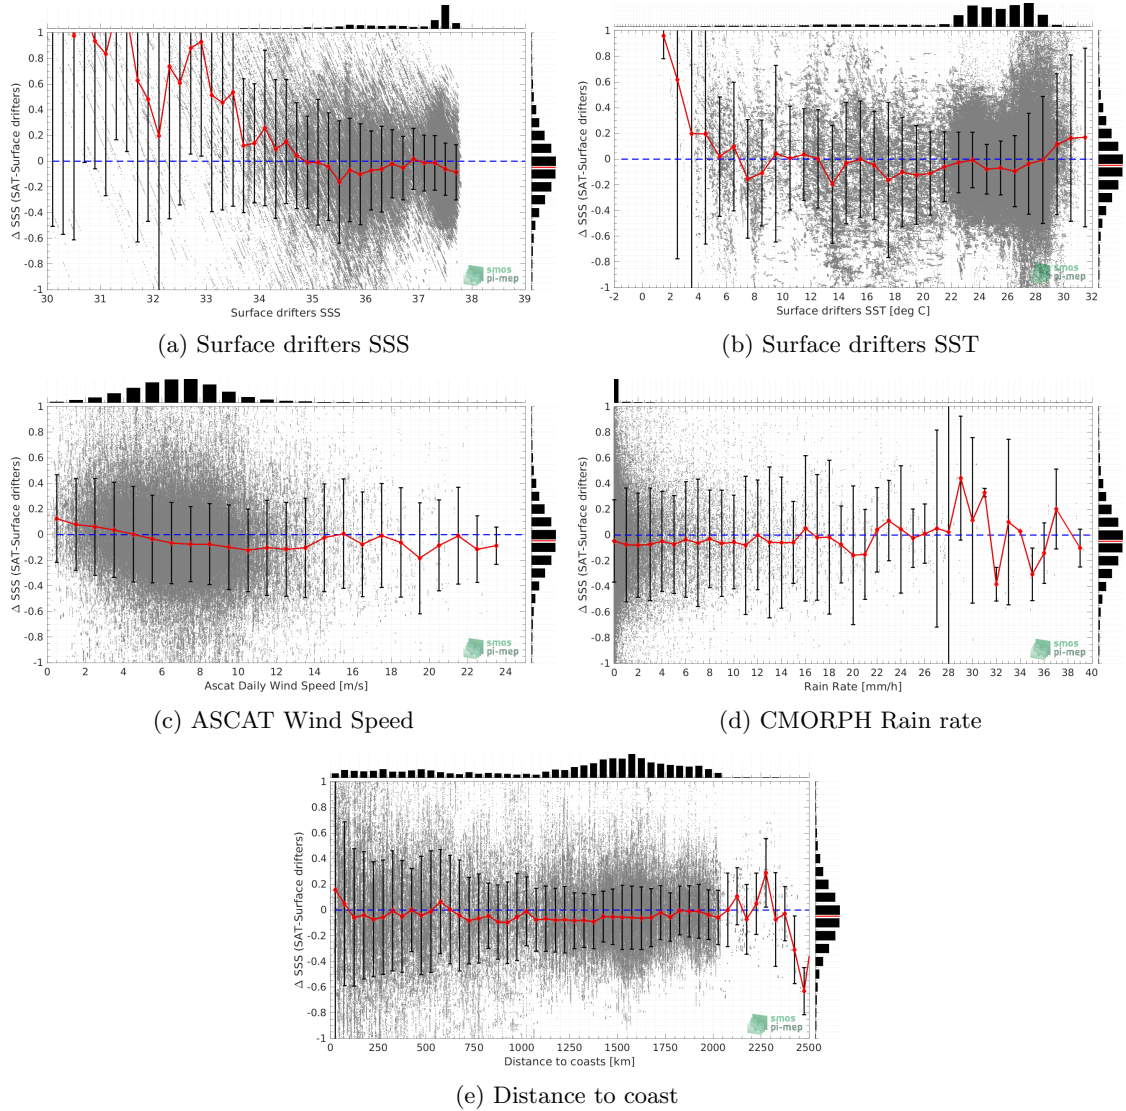 Δ SSS (SAT-Surface drifters)
1
0.8
0.6
0.4
0.2
0
-0.2
-0.4
-0.6
-0.8
-1
30 31 32 33 34 35 36 37 38 39
Surface drifters SSS
smos
pi-mep
(a) Surface drifters SSS
Δ SSS (SAT-Surface drifters)
1
0.8
0.6
0.4
0.2
0
-0.2
-0.4
-0.6
-0.8
-1
-2 0 2 4 6 8 10 12 14 16 18 20 22 24 26 28 30 32
Surface drifters SST [deg C]
smos
pi-mep
(b) Surface drifters SST
Δ SSS (SAT-Surface drifters)
1
0.8
0.6
0.4
0.2
0
-0.2
-0.4
-0.6
-0.8
-1
0 2 4 6 8 10 12 14 16 18 20 22 24
Ascat Daily Wind Speed [m/s]
smos
pi-mep
(c) ASCAT Wind Speed
Δ SSS (SAT-Surface drifters)
1
0.8
0.6
0.4
0.2
0
-0.2
-0.4
-0.6
-0.8
-1
0 2 4 6 8 10 12 14 16 18 20 22 24 26 28 30 32 34 36 38 40
Rain Rate [mm/h]
smos
pi-mep
(d) CMORPH Rain rate
Δ SSS (SAT-Surface drifters)
1
0.8
0.6
0.4
0.2
0
-0.2
-0.4
-0.6
-0.8
-1
0 250 500 750 1000 1250 1500 1750 2000 2250 2500
Distance to coasts [km]
smos
pi-mep
(e) Distance to coast